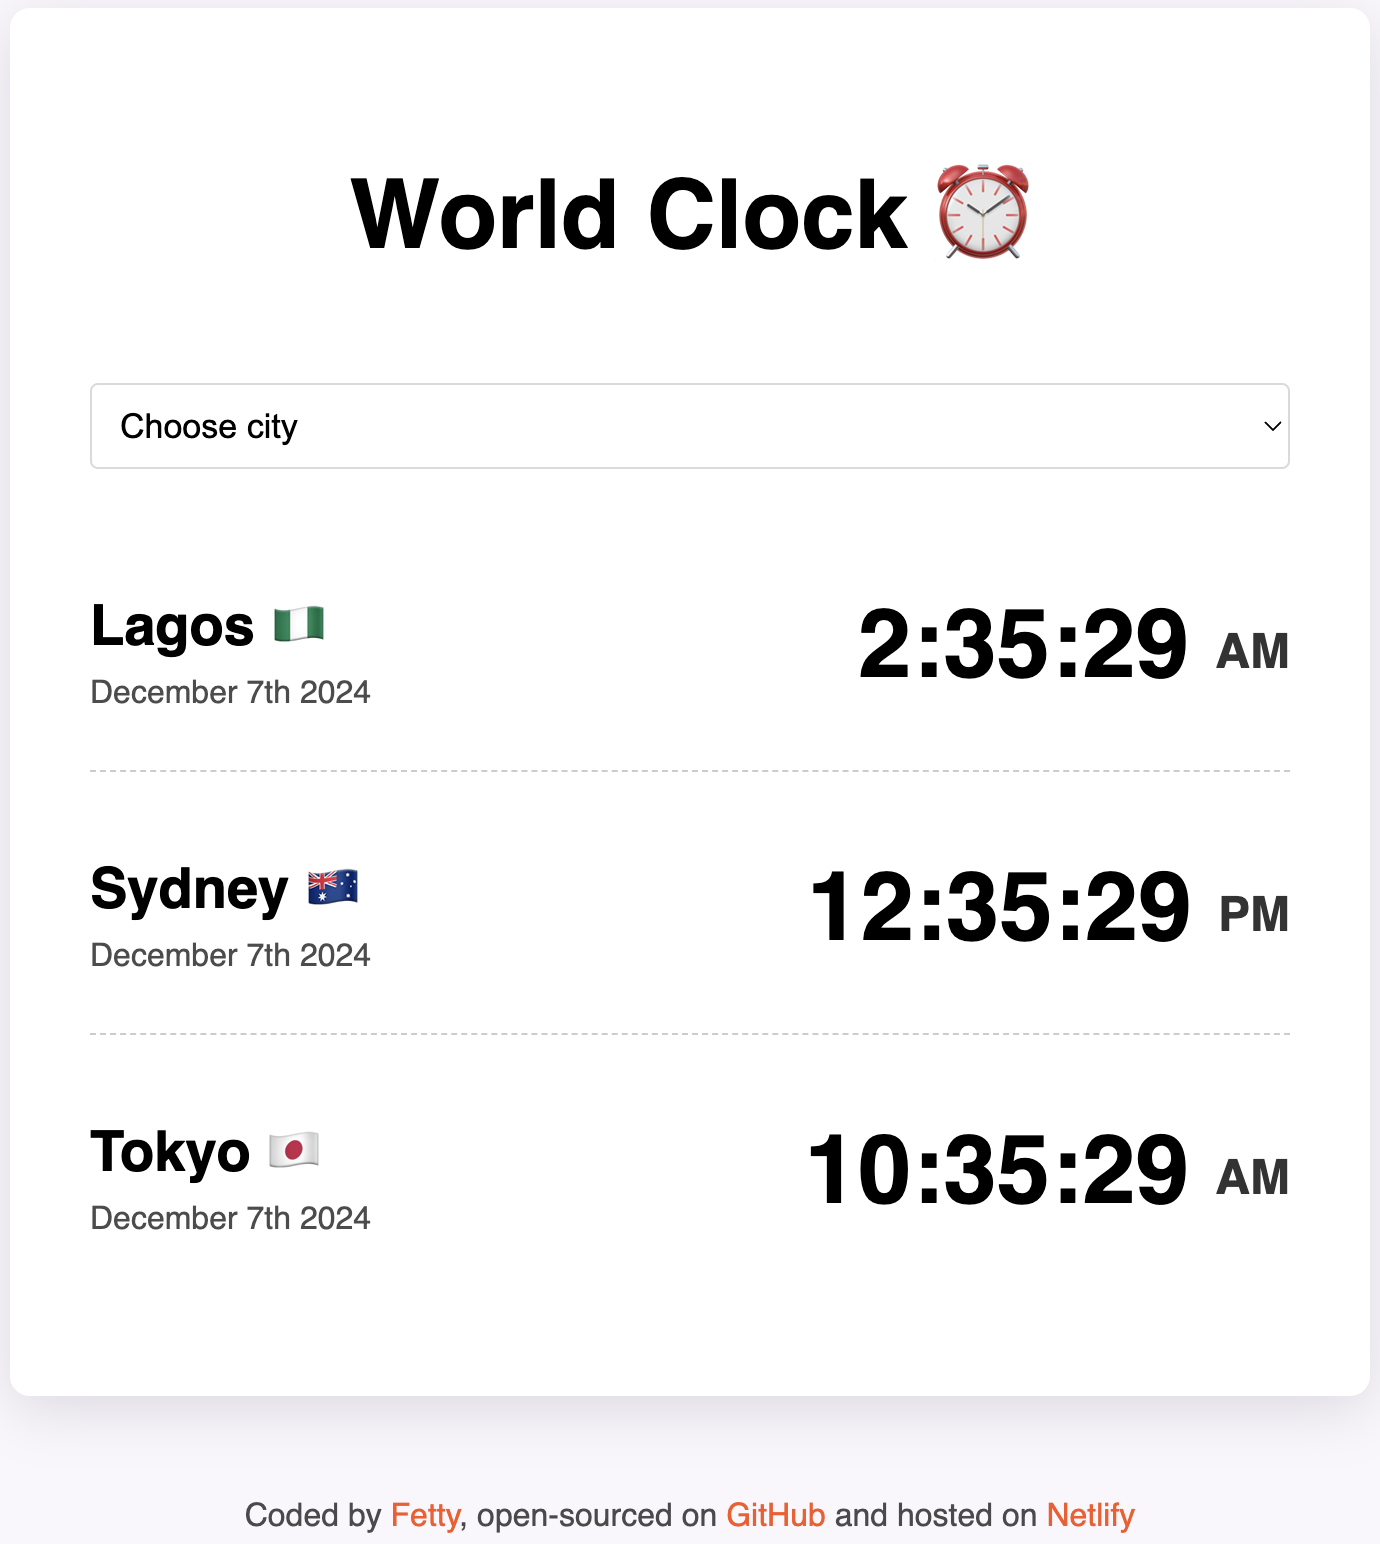 World Clock ⏰
Choose city
Lagos 🇳🇬
2:35:29 AM
December 7th 2024
Sydney 🇦🇺
12:35:29 PM
December 7th 2024
Tokyo 🇯🇵
10:35:29 AM
December 7th 2024
Coded by Fetty, open-sourced on GitHub and hosted on Netlify